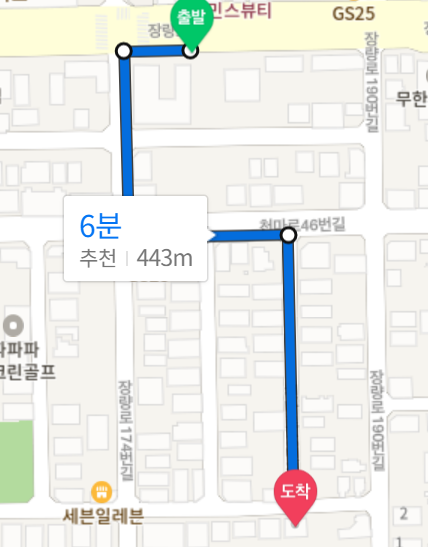 출발
민스뷰티
GS25
장량로
장량로 190번길
무한
천마로46번길
6분
추천 | 443m
파파파
크린골프
장량로 174번길
장량로 190번길
도착
세븐일레븐
2
1